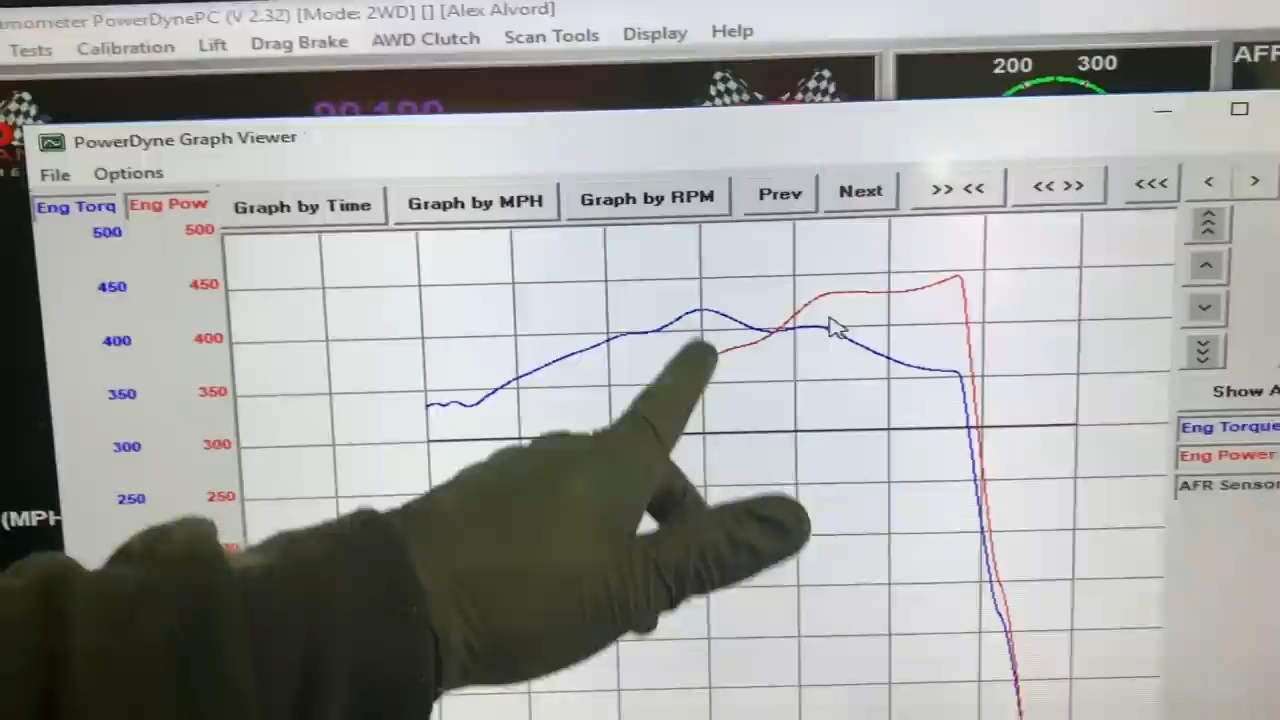 mometer PowerDynePC (V 2.32) [Mode: 2WD] [] [Alex Alvord]
Tests Calibration Lift Drag Brake AWD Clutch Scan Tools Display Help
200 300 AFF
PowerDyne Graph Viewer
File Options
Eng Torq Eng Pow Graph by Time Graph by MPH Graph by RPM Prev Next >> << << >> <<< < >
500 500
450 450
400 400
350 350
300 300
250 250
Show A
Eng Torque
Eng Power
AFR Sensor
(MPH